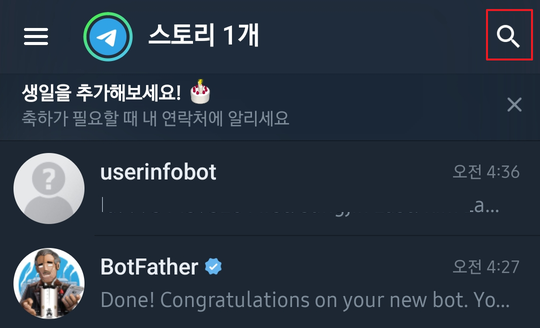 스토리 1개
생일을 추가해보세요! 🎂
축하가 필요할 때 내 연락처에 알리세요
userinfobot 오전 4:36
BotFather 오전 4:27
Done! Congratulations on your new bot. Yo...